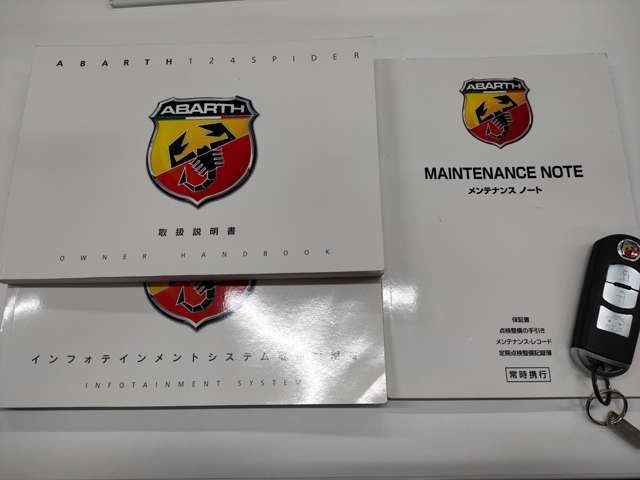 ABARTH 124 SPIDER
ABARTH
取扱説明書
OWNER HANDBOOK
インフォテインメントシステム
INFOTAINMENT SYSTEM
ABARTH
MAINTENANCE NOTE
メンテナンス ノート
保証書
点検整備の手引き
メンテナンス・レコード
定期点検整備記録簿
常時携行